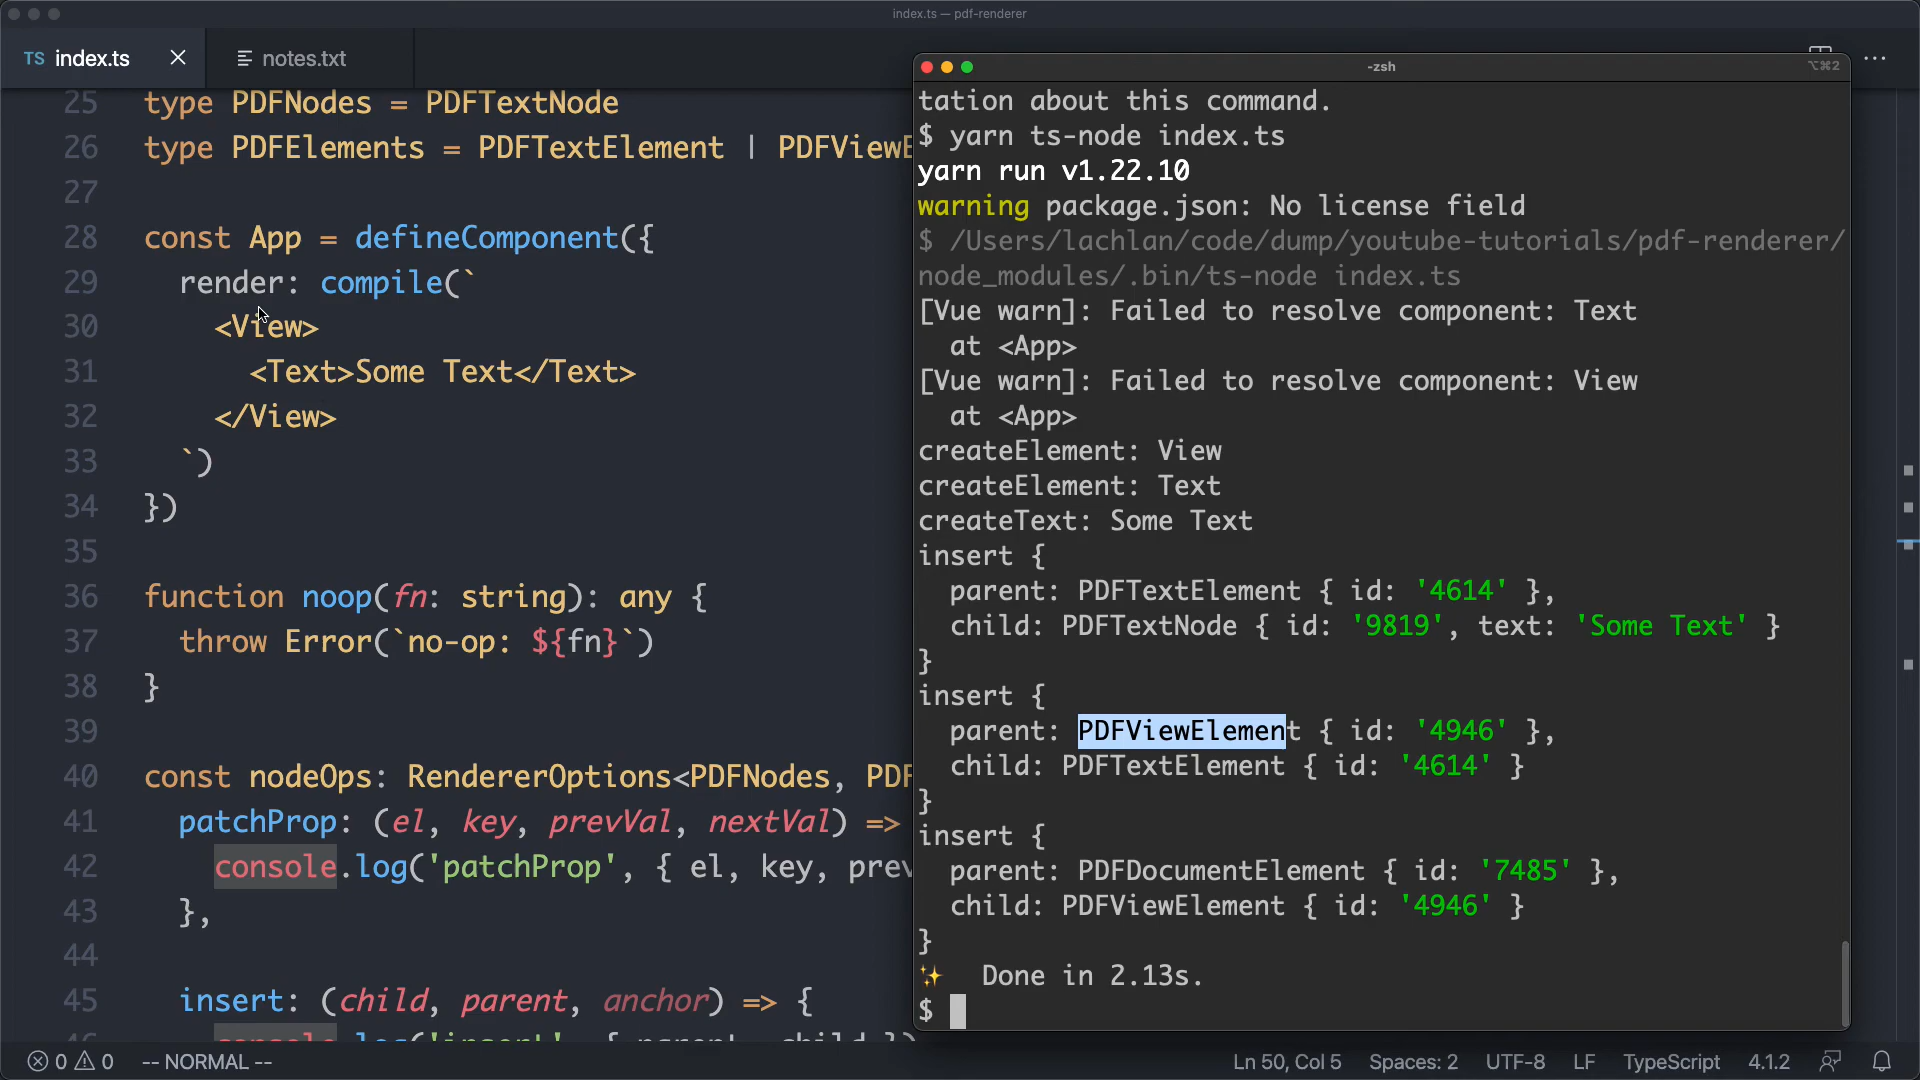 index.ts — pdf-renderer
TS index.ts
notes.txt
25 type PDFNodes = PDFTextNode
26 type PDFElements = PDFTextElement |
27
28 const App = defineComponent({
29 render: compile(`
30 <View>
31 <Text>Some Text</Text>
32 </View>
33 `)
34 })
35
36 function noop(fn: string): any {
37 throw Error(`no-op: ${fn}`)
38 }
39
40 const nodeOps: RendererOptions<PDFNodes, PDF
41 patchProp: (el, key, prevVal, nextVal) =>
42 console.log('patchProp', { el, key, prev
43 },
44
45 insert: (child, parent, anchor) => {
46 console.log('insert', { parent, child })
-zsh
⌥⌘2
tation about this command.
$ yarn ts-node index.ts
yarn run v1.22.10
warning package.json: No license field
$ /Users/lachlan/code/dump/youtube-tutorials/pdf-renderer/
node_modules/.bin/ts-node index.ts
[Vue warn]: Failed to resolve component: Text
at <App>
[Vue warn]: Failed to resolve component: View
at <App>
createElement: View
createElement: Text
createText: Some Text
insert {
parent: PDFTextElement { id: '4614' },
child: PDFTextNode { id: '9819', text: 'Some Text' }
}
insert {
parent: PDFViewElement { id: '4946' },
child: PDFTextElement { id: '4614' }
}
insert {
parent: PDFDocumentElement { id: '7485' },
child: PDFViewElement { id: '4946' }
}
✨ Done in 2.13s.
$
0 0 -- NORMAL --
Ln 50, Col 5 Spaces: 2 UTF-8 LF TypeScript 4.1.2